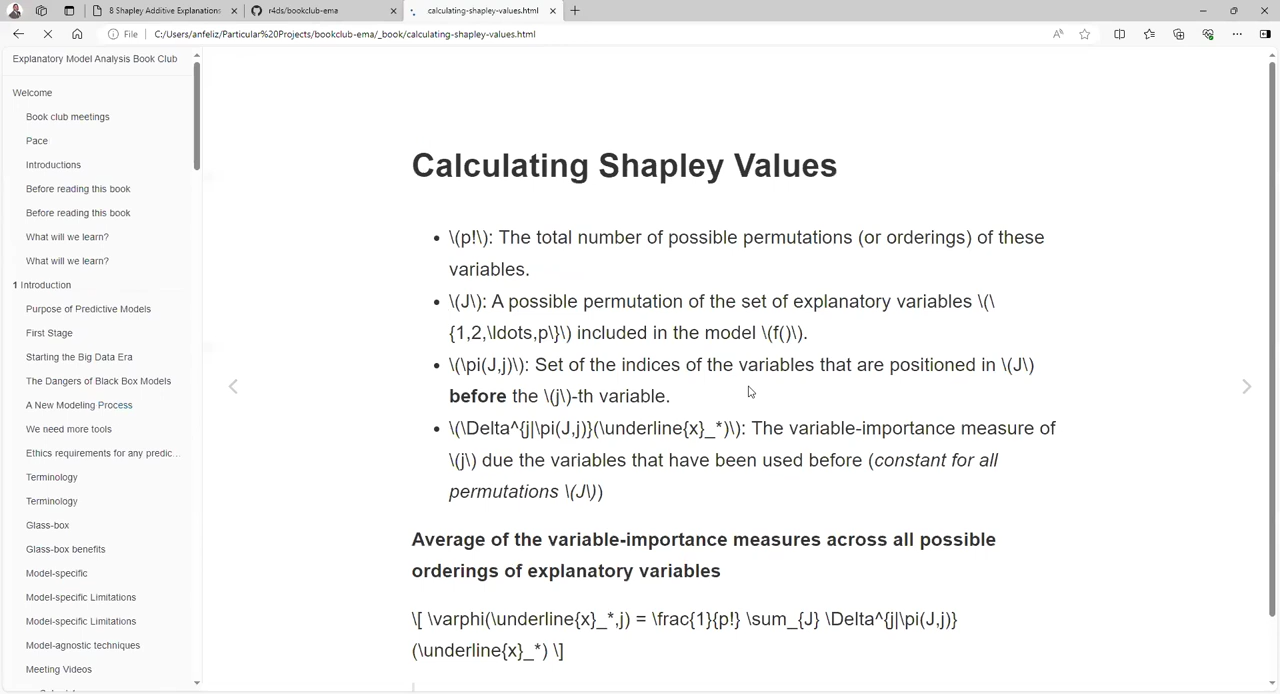 8 Shapley Additive Explanations
r4ds/bookclub-ema
calculating-shapley-values.html
File
C:/Users/anfeliz/Particular%20Projects/bookclub-ema/_book/calculating-shapley-values.html
Explanatory Model Analysis Book Club
Welcome
Book club meetings
Pace
Introductions
Before reading this book
Before reading this book
What will we learn?
What will we learn?
1 Introduction
Purpose of Predictive Models
First Stage
Starting the Big Data Era
The Dangers of Black Box Models
A New Modeling Process
We need more tools
Ethics requirements for any predic...
Terminology
Terminology
Glass-box
Glass-box benefits
Model-specific
Model-specific Limitations
Model-specific Limitations
Model-agnostic techniques
Meeting Videos
Calculating Shapley Values
• \(p!\): The total number of possible permutations (or orderings) of these
variables.
• \(J\): A possible permutation of the set of explanatory variables \(\
{1,2,\ldots,p\}\) included in the model \(f()\).
• \(\pi(J,j)\): Set of the indices of the variables that are positioned in \(J\)
before the \(j\)-th variable.
• \(\Delta^{j|\pi(J,j)}(\underline{x}_*)\): The variable-importance measure of
\(j\) due the variables that have been used before (constant for all
permutations \(J\))
Average of the variable-importance measures across all possible
orderings of explanatory variables
\[ \varphi(\underline{x}_*,j) = \frac{1}{p!} \sum_{J} \Delta^{j|\pi(J,j)}
(\underline{x}_*) \]